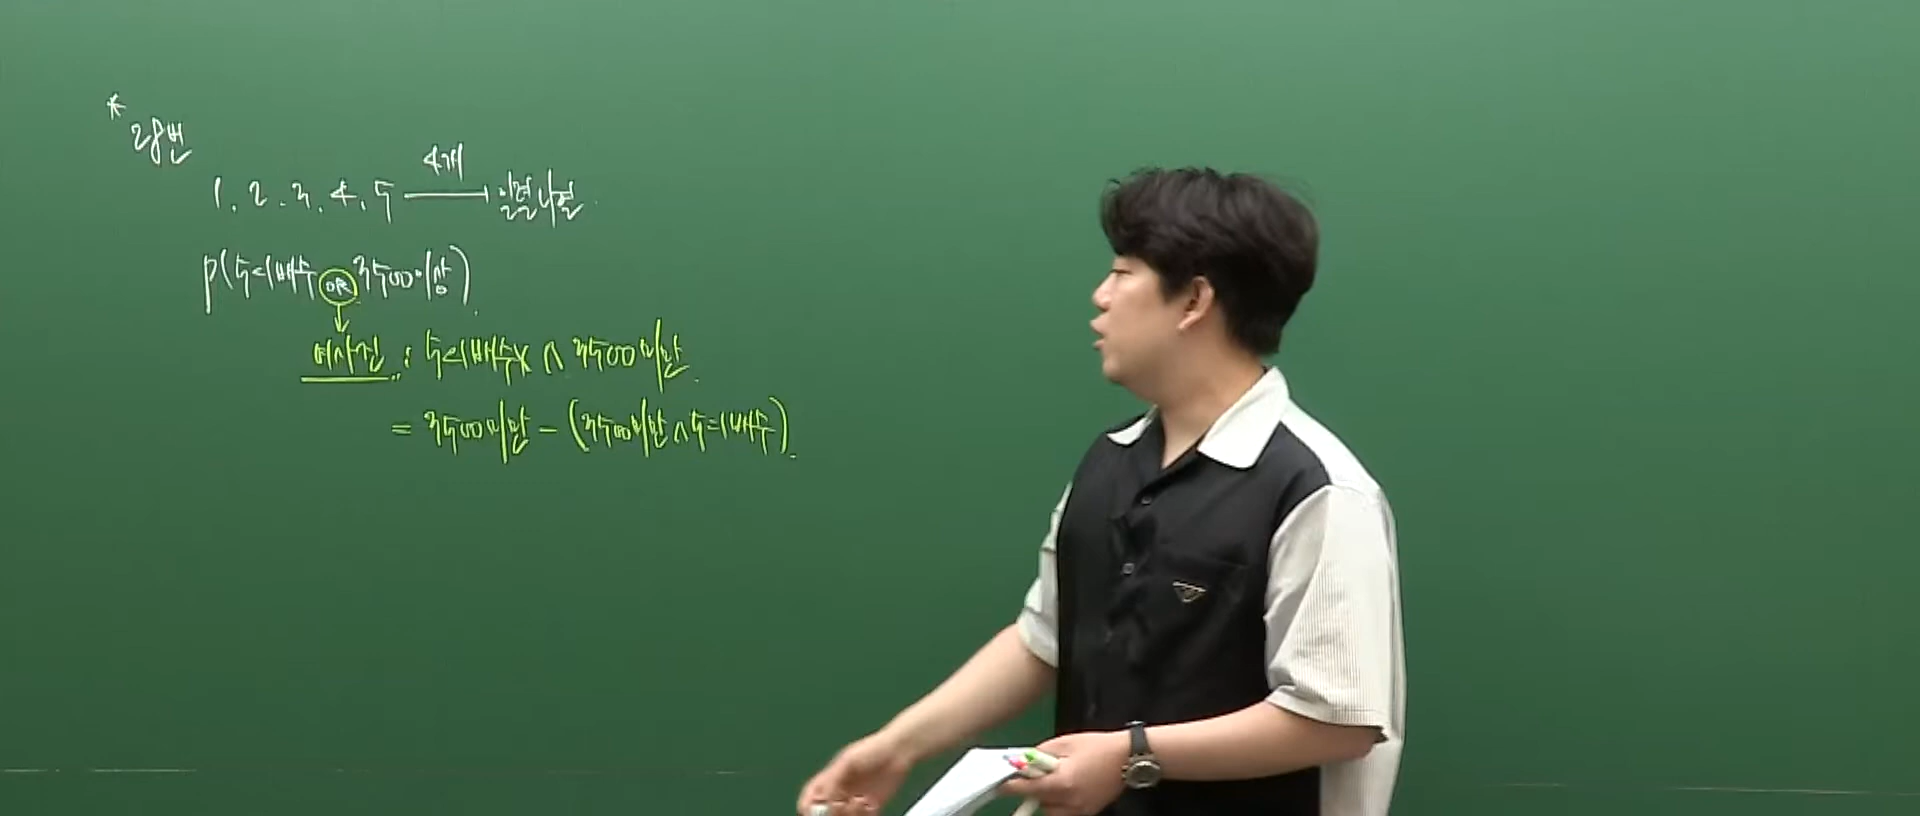 * 28번
1. 2. 3. 4. 5 4개 일렬나열
P(5의배수 OR 3500이상)
여사건 : 5의배수X ∩ 3500미만
= 3500미만 - (3500미만∩5의배수)